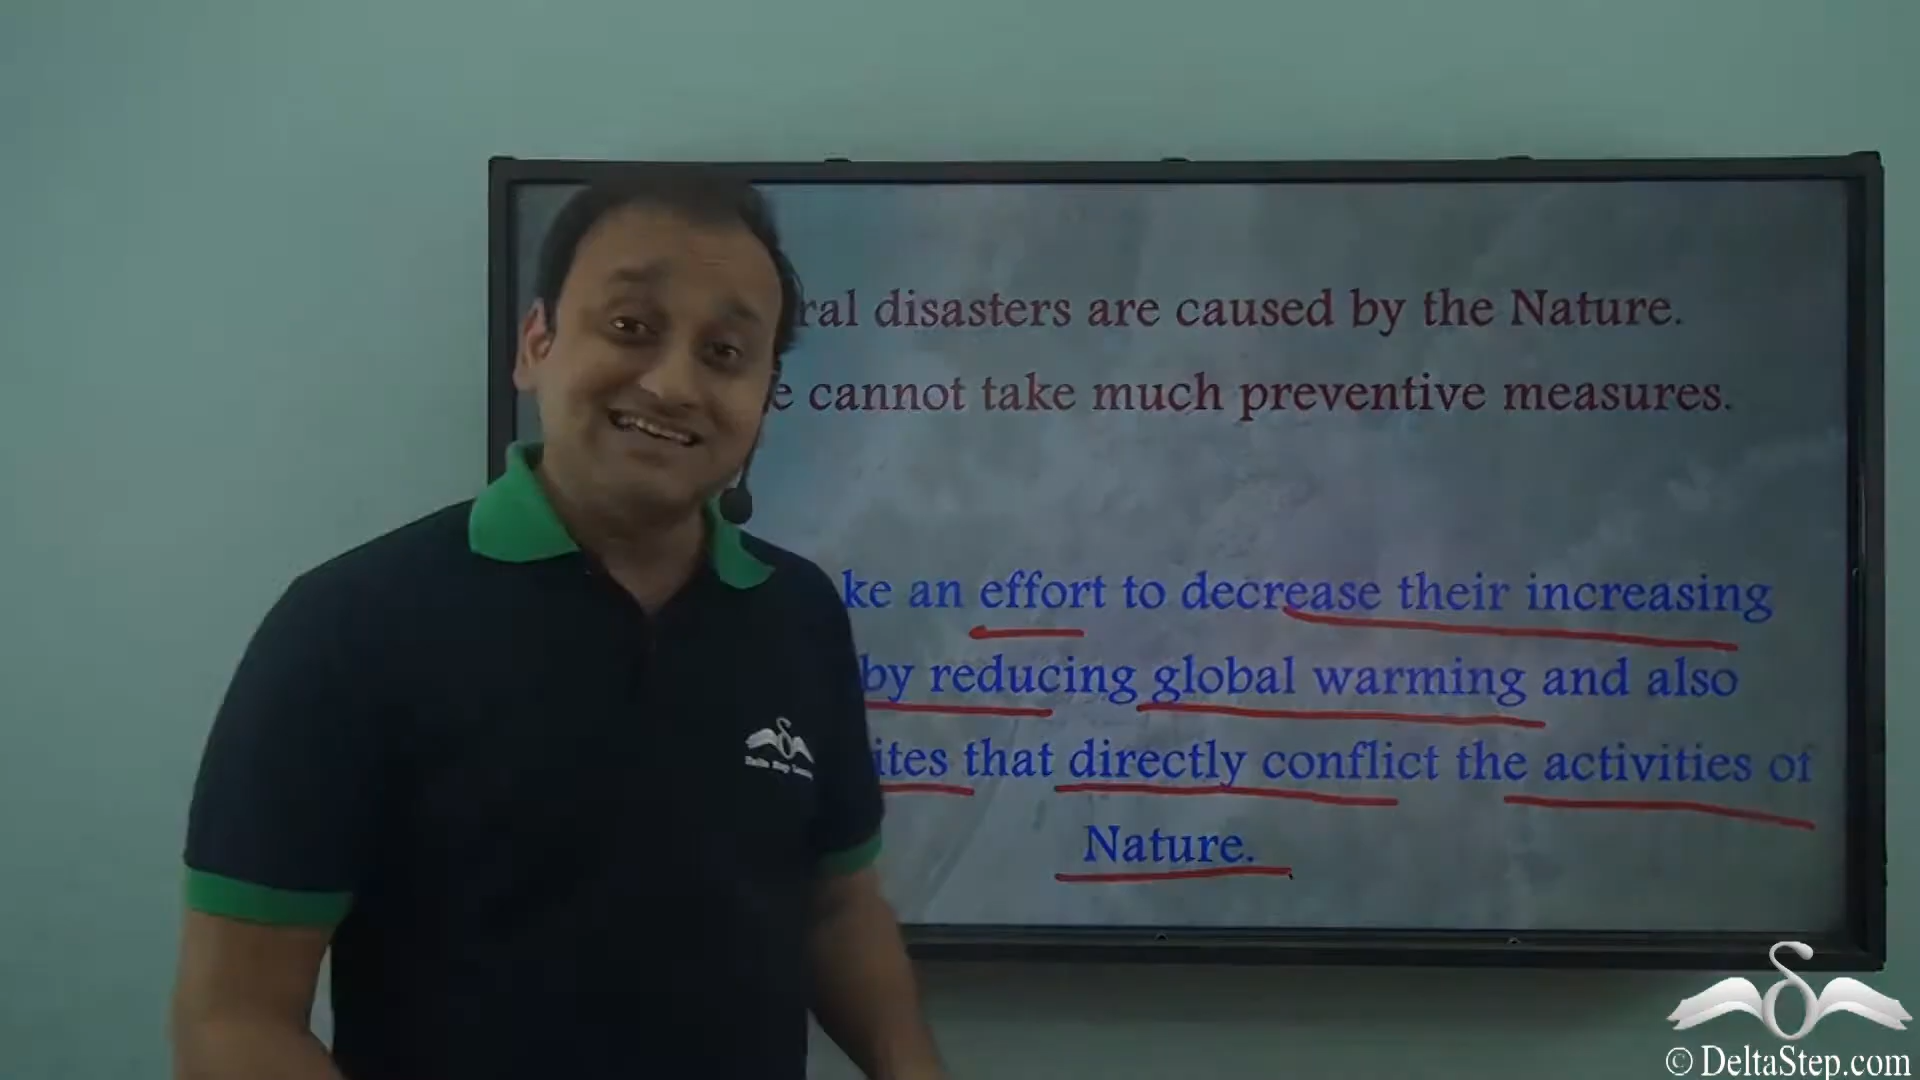 ral disasters are caused by the Nature.
e cannot take much preventive measures.
ke an effort to decrease their increasing
by reducing global warming and also
ites that directly conflict the activities of
Nature.
© DeltaStep.com